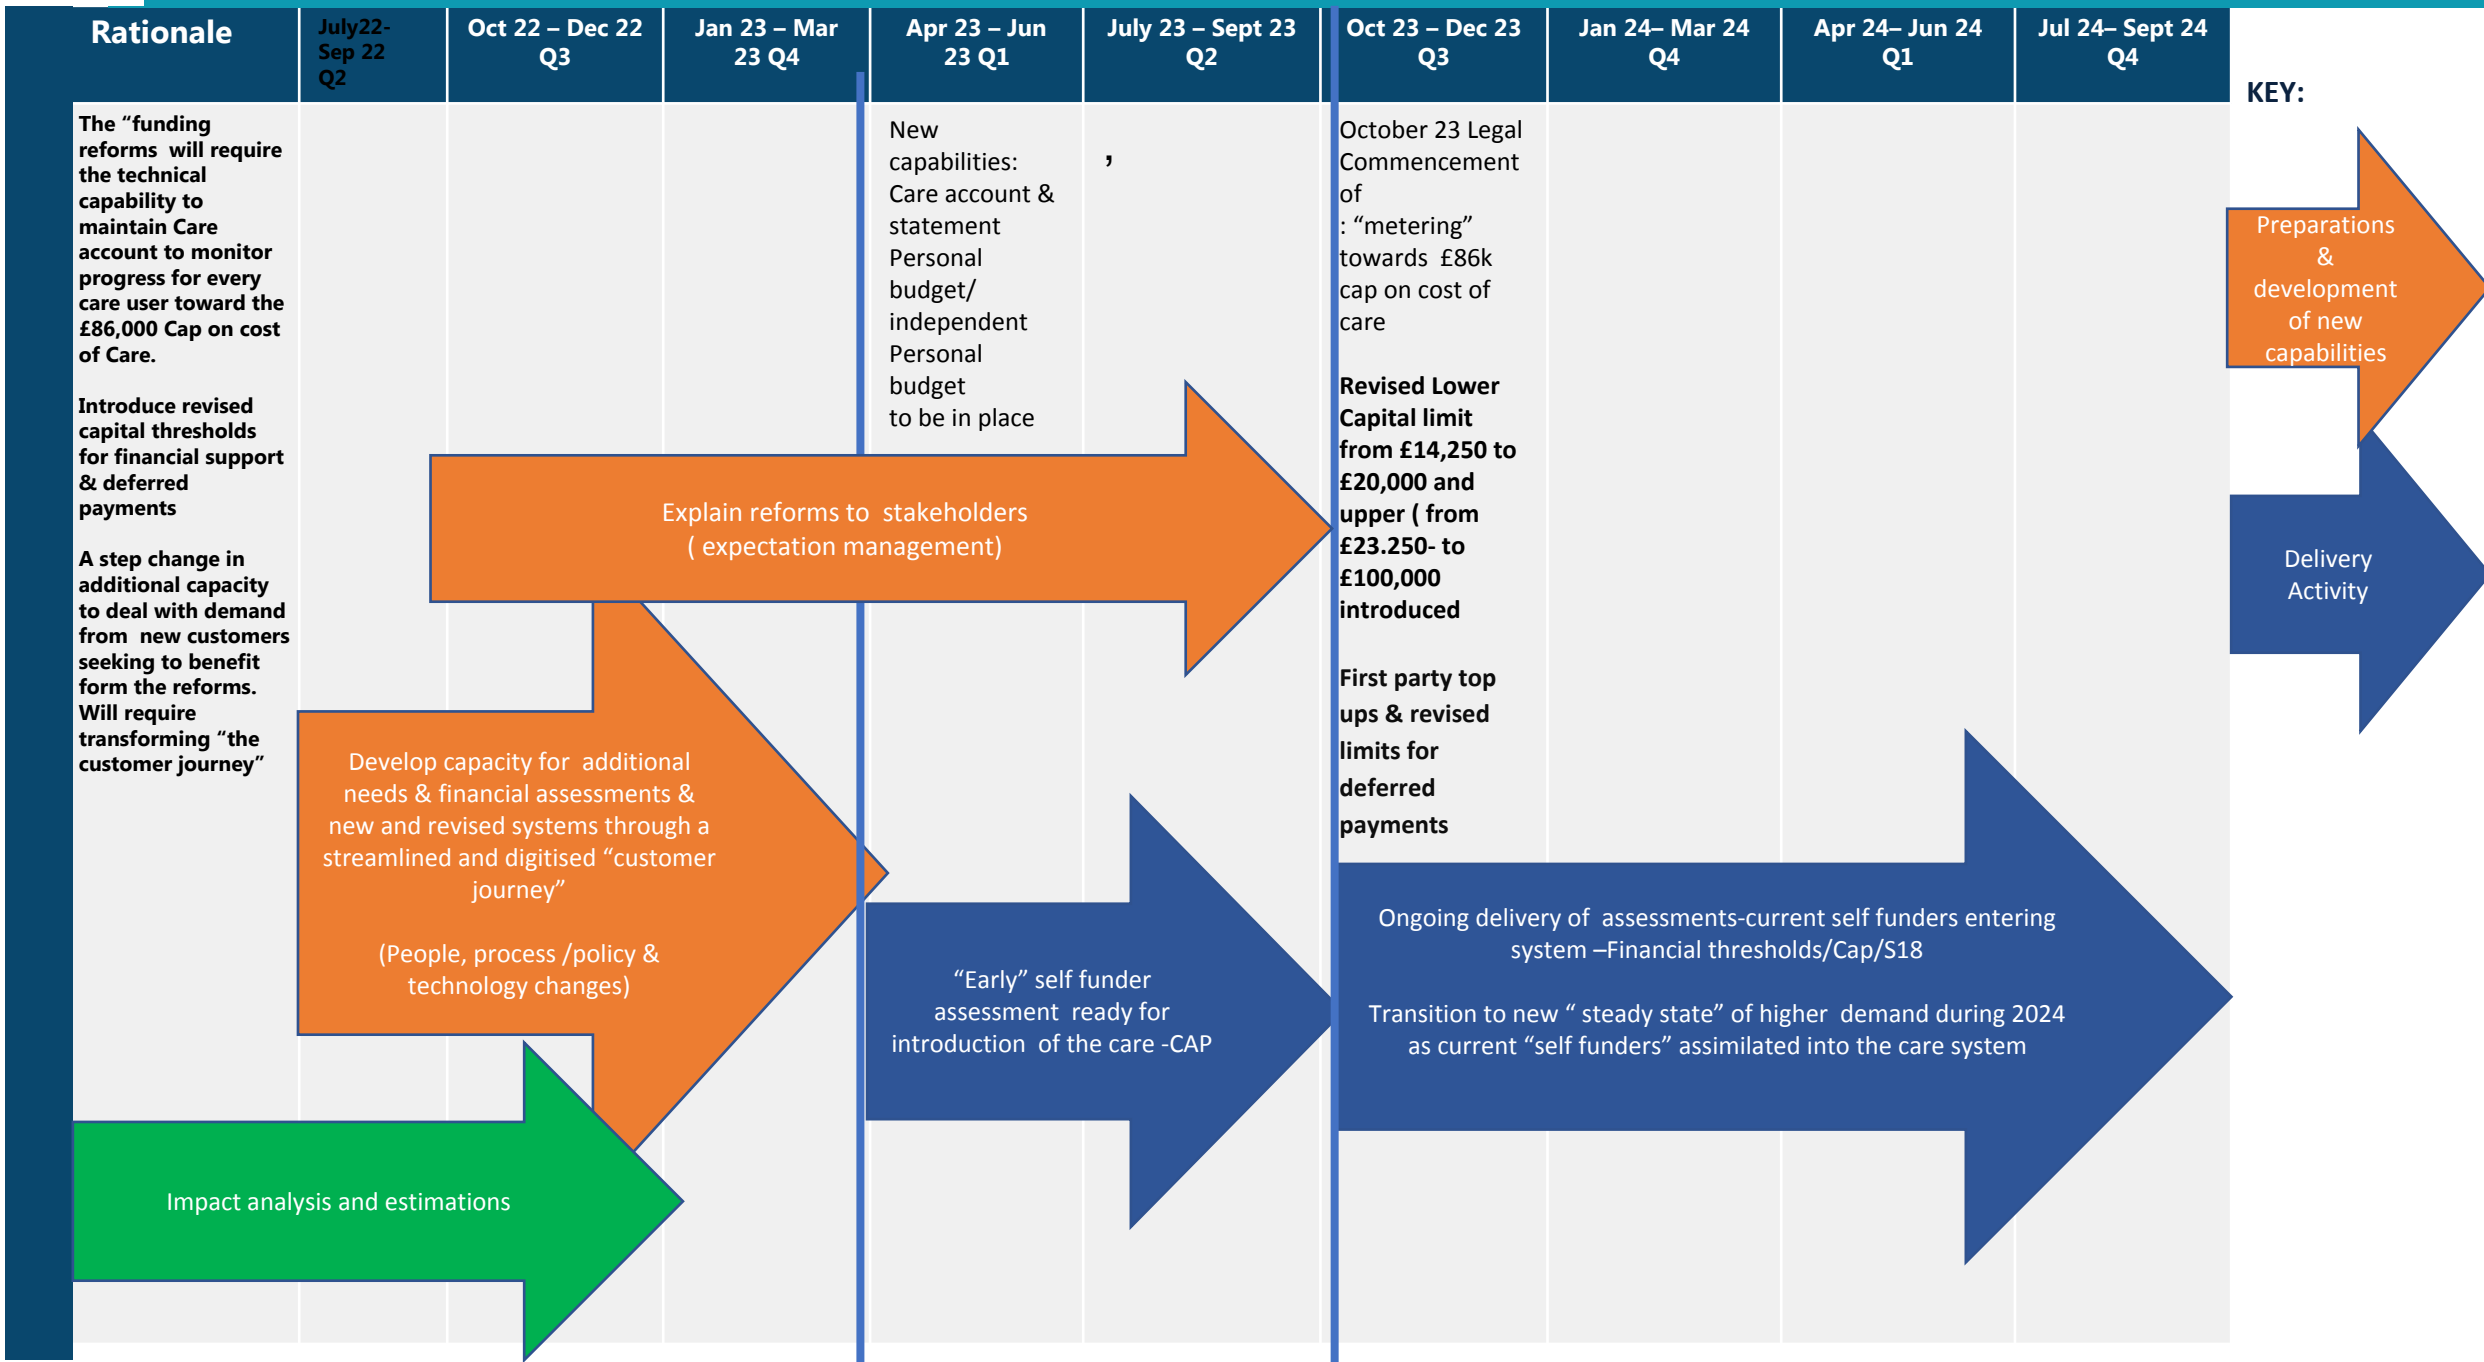 Rationale
July22-
Sep 22
Q2
Oct 22 – Dec 22
Q3
Jan 23 – Mar
23 Q4
Apr 23 – Jun
23 Q1
July 23 – Sept 23
Q2
Oct 23 – Dec 23
Q3
Jan 24– Mar 24
Q4
Apr 24– Jun 24
Q1
Jul 24– Sept 24
Q4
KEY:
The “funding
reforms  will require
the technical
capability to
maintain Care
account to monitor
progress for every
care user toward the
£86,000 Cap on cost
of Care.
Introduce revised
capital thresholds
for financial support
& deferred
payments
A step change in
additional capacity
to deal with demand
from  new customers
seeking to benefit
form the reforms.
Will require
transforming “the
customer journey”
New
capabilities:
Care account &
statement
Personal
budget/
independent
Personal
budget
to be in place
,
October 23 Legal
Commencement
of
: “metering”
towards  £86k
cap on cost of
care
Revised Lower
Capital limit
from £14,250 to
£20,000 and
upper ( from
£23.250- to
£100,000
introduced
First party top
ups & revised
limits for
deferred
payments
Preparations
&
development
of new
capabilities
Delivery
Activity
Explain reforms to  stakeholders
( expectation management)
Develop capacity for  additional
needs & financial assessments &
new and revised systems through a
streamlined and digitised “customer
journey”
(People, process /policy &
technology changes)
“Early” self funder
assessment  ready for
introduction  of the care -CAP
Ongoing delivery of  assessments-current self funders entering
system –Financial thresholds/Cap/S18
Transition to new “ steady state” of higher  demand during 2024
as current “self funders” assimilated into the care system
Impact analysis and estimations